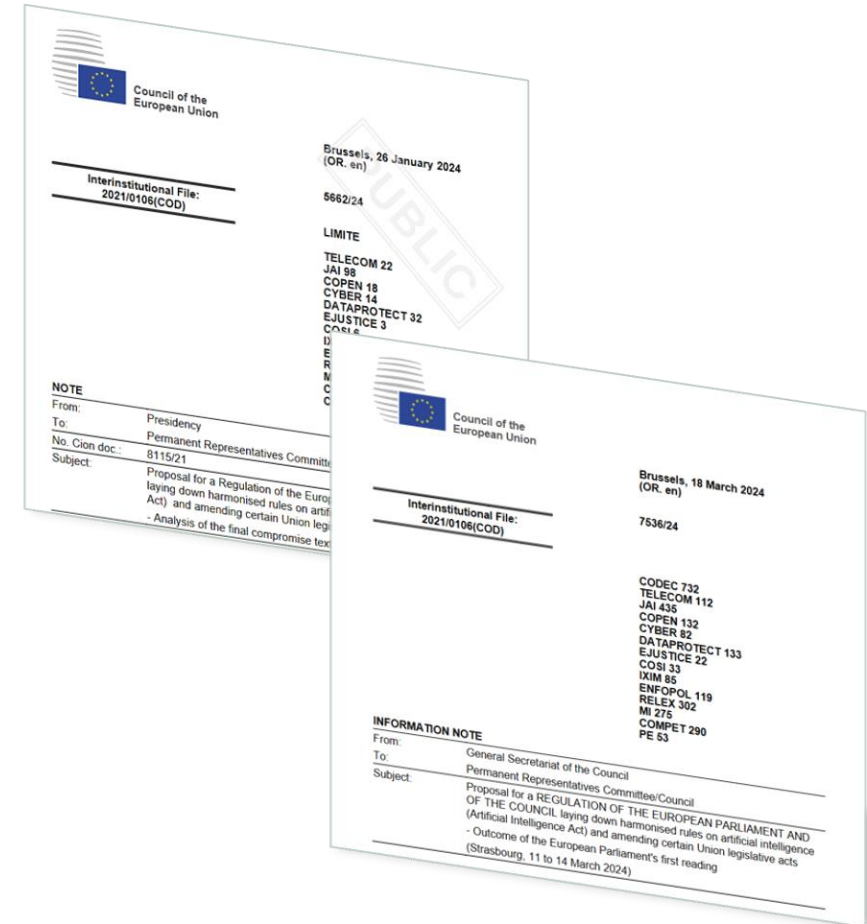 Council of the
European Union
PUBLIC
Brussels, 26 January 2024
(OR. en)
Interinstitutional File:
2021/0106(COD)
5662/24
LIMITE
TELECOM 22
JAI 98
COPEN 18
CYBER 14
DATAPROTECT 32
EJUSTICE 3
COSI 6
NOTE
From: Presidency
To: Permanent Representatives
No. Cion doc.: 8115/21
Subject: Proposal for a Regulation of the
laying down harmonised rules on
Act) and amending certain Union
- Analysis of the final compromise
Council of the
European Union
Brussels, 18 March 2024
(OR. en)
Interinstitutional File:
2021/0106(COD)
7536/24
CODEC 732
TELECOM 112
JAI 435
COPEN 132
CYBER 82
DATAPROTECT 133
EJUSTICE 22
COSI 33
IXIM 85
ENFOPOL 119
RELEX 302
MI 275
COMPET 290
PE 53
INFORMATION NOTE
From: General Secretariat of the Council
To: Permanent Representatives Committee/Council
Subject: Proposal for a REGULATION OF THE EUROPEAN PARLIAMENT AND
OF THE COUNCIL laying down harmonised rules on artificial intelligence
(Artificial Intelligence Act) and amending certain Union legislative acts
- Outcome of the European Parliament's first reading
(Strasbourg, 11 to 14 March 2024)